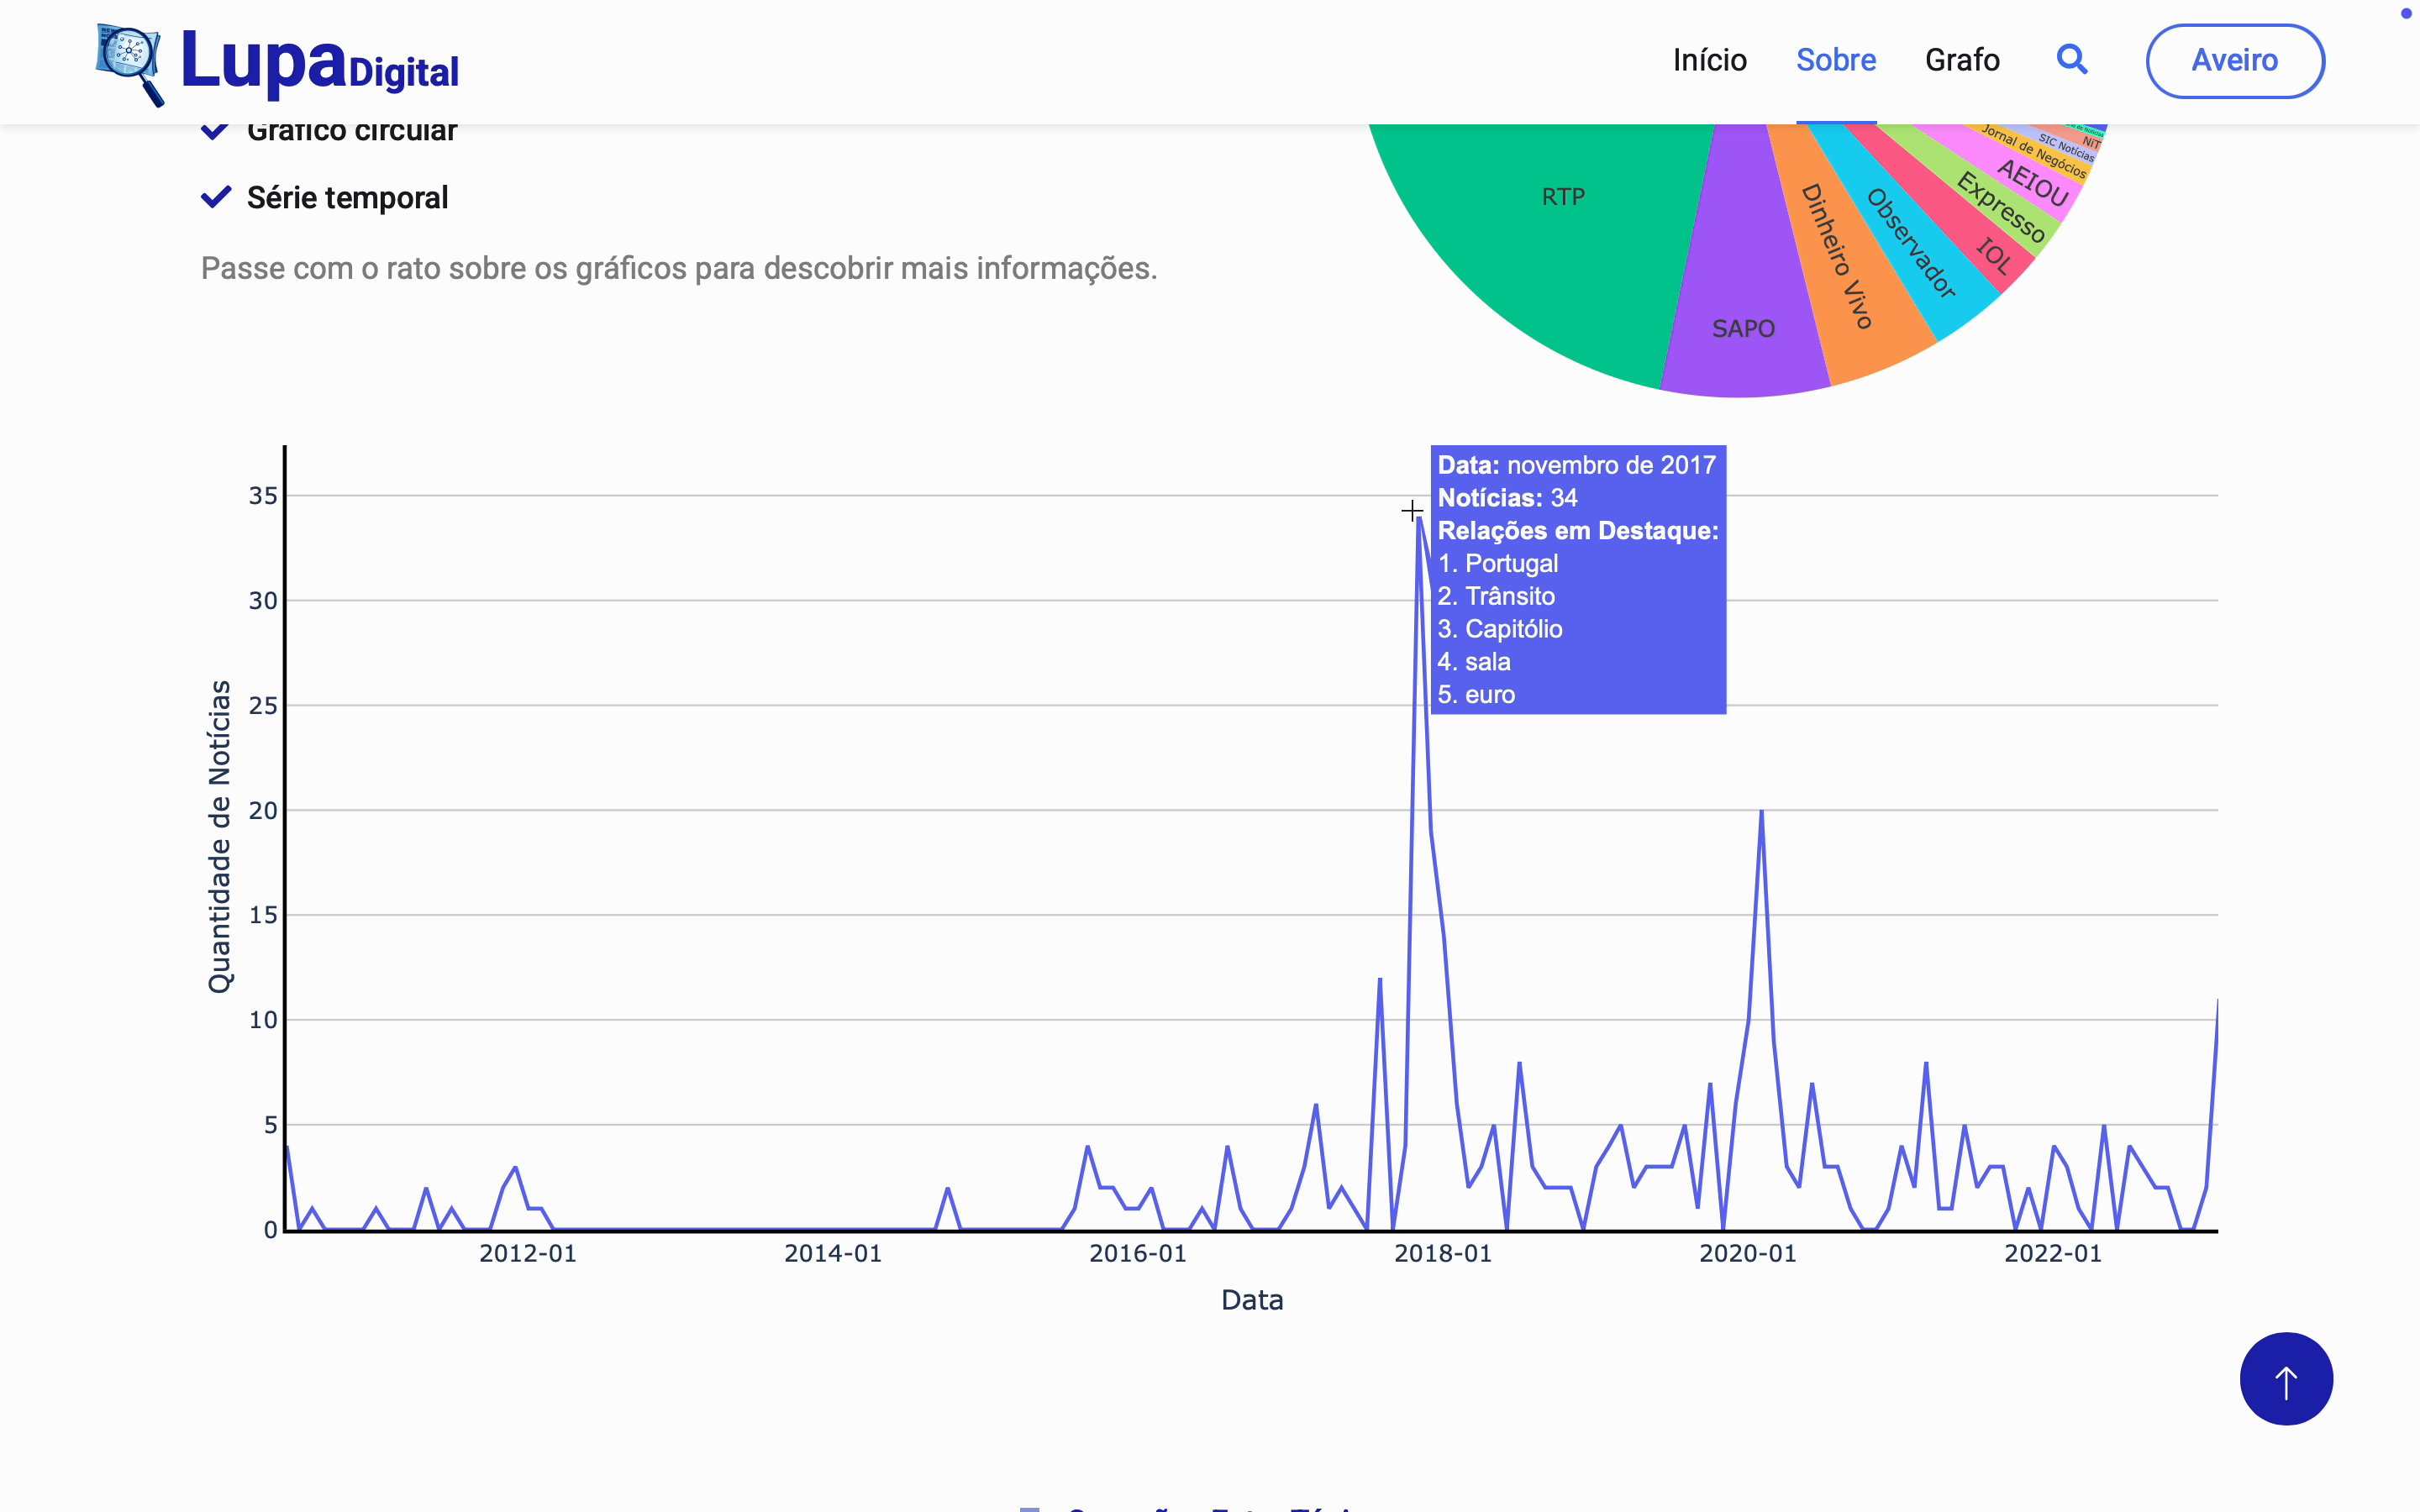 LupaDigital
Início
Sobre
Grafo
Aveiro
Gráfico circular
Série temporal
Passe com o rato sobre os gráficos para descobrir mais informações.
RTP
SAPO
Dinheiro Vivo
Observador
IOL
Expresso
AEIOU
Jornal de Negócios
SIC Notícias
NiT
Data: novembro de 2017
Notícias: 34
Relações em Destaque:
1. Portugal
2. Trânsito
3. Capitólio
4. sala
5. euro
Quantidade de Notícias
35
30
25
20
15
10
5
0
2012-01
2014-01
2016-01
2018-01
2020-01
2022-01
Data